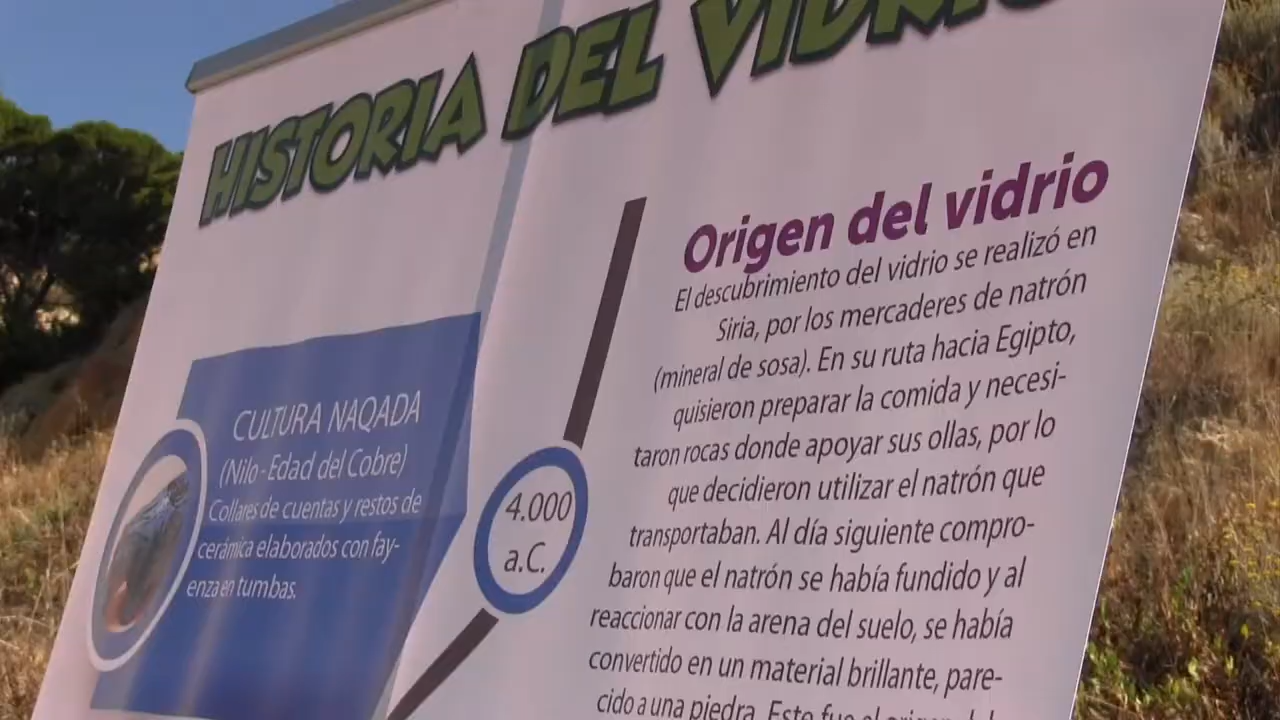 HISTORIA DEL VIDRIO
Origen del vidrio
El descubrimiento del vidrio se realizó en
Siria, por los mercaderes de natrón
(mineral de sosa). En su ruta hacia Egipto,
quisieron preparar la comida y necesi-
taron rocas donde apoyar sus ollas, por lo
que decidieron utilizar el natrón que
transportaban. Al día siguiente compro-
baron que el natrón se había fundido y al
reaccionar con la arena del suelo, se había
convertido en un material brillante, pare-
cido a una piedra. Este fue el origen del
CULTURA NAQADA
(Nilo - Edad del Cobre)
Collares de cuentas y restos de
cerámica elaborados con fay-
enza en tumbas.
4.000
a.C.